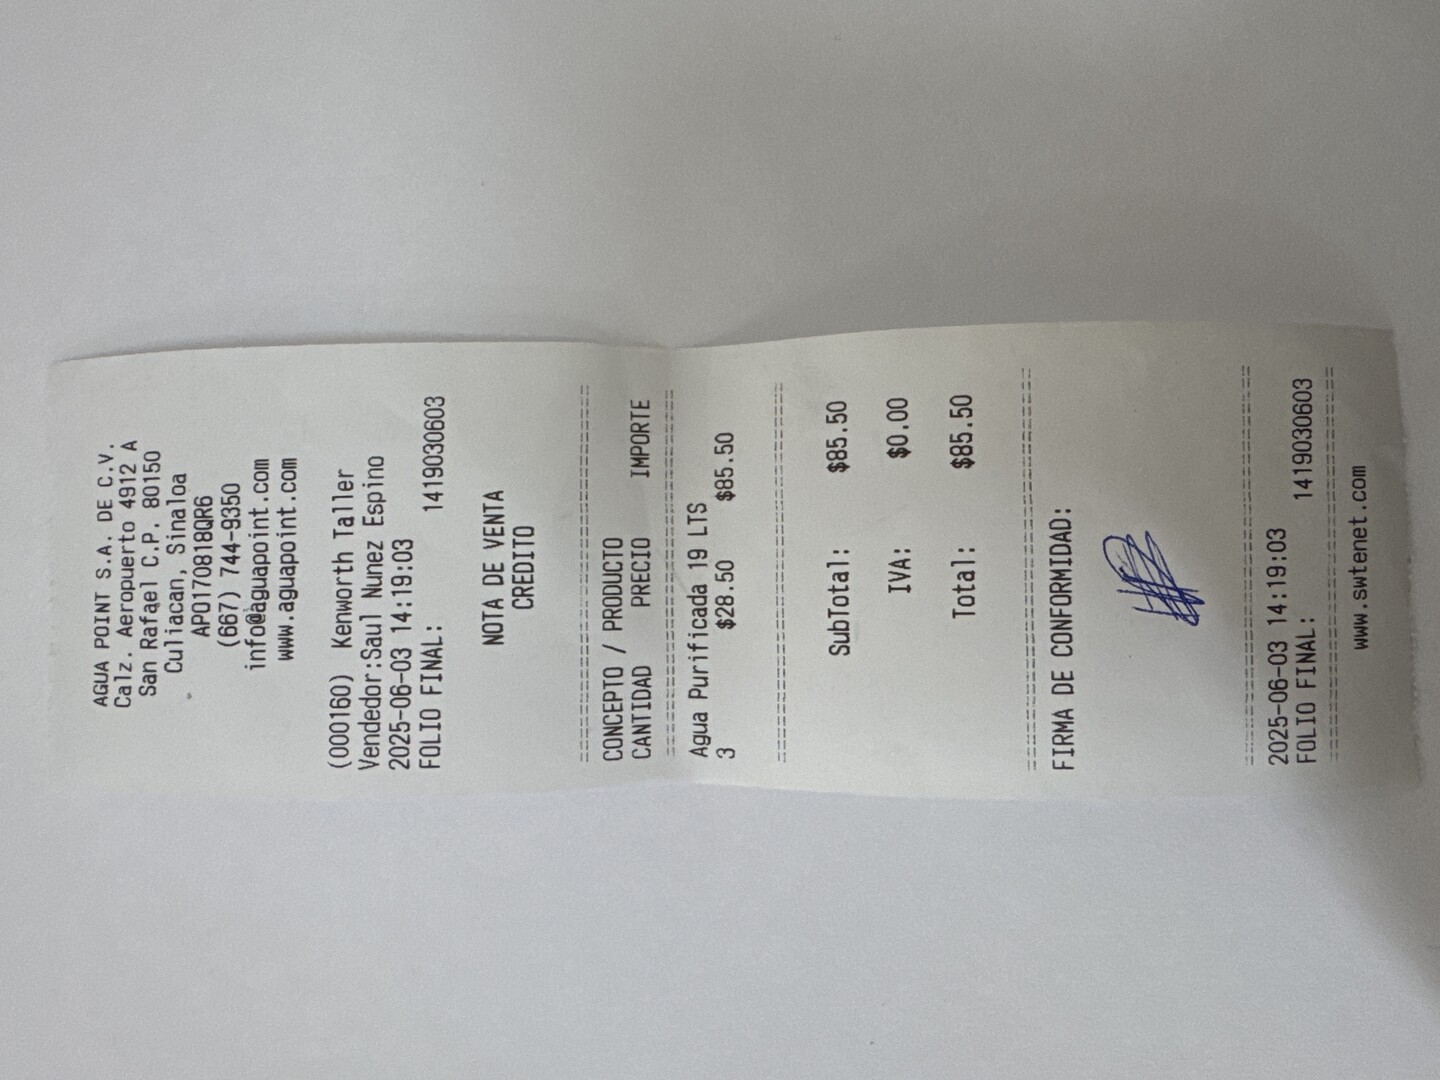 AGUA POINT S.A. DE C.V.
Calz. Aeropuerto 4912 A
San Rafael C.P. 80150
Culiacan, Sinaloa
APO170818QR6
(667) 744-9350
info@aguapoint.com
www.aguapoint.com
(000160) Kenworth Taller
Vendedor:Saul Nunez Espino
2025-06-03 14:19:03
FOLIO FINAL: 1419030603
NOTA DE VENTA
CREDITO
CONCEPTO / PRODUCTO
CANTIDAD PRECIO IMPORTE
Agua Purificada 19 LTS
3 $28.50 $85.50
SubTotal: $85.50
IVA: $0.00
Total: $85.50
FIRMA DE CONFORMIDAD:
2025-06-03 14:19:03
FOLIO FINAL: 1419030603
www.swtenet.com